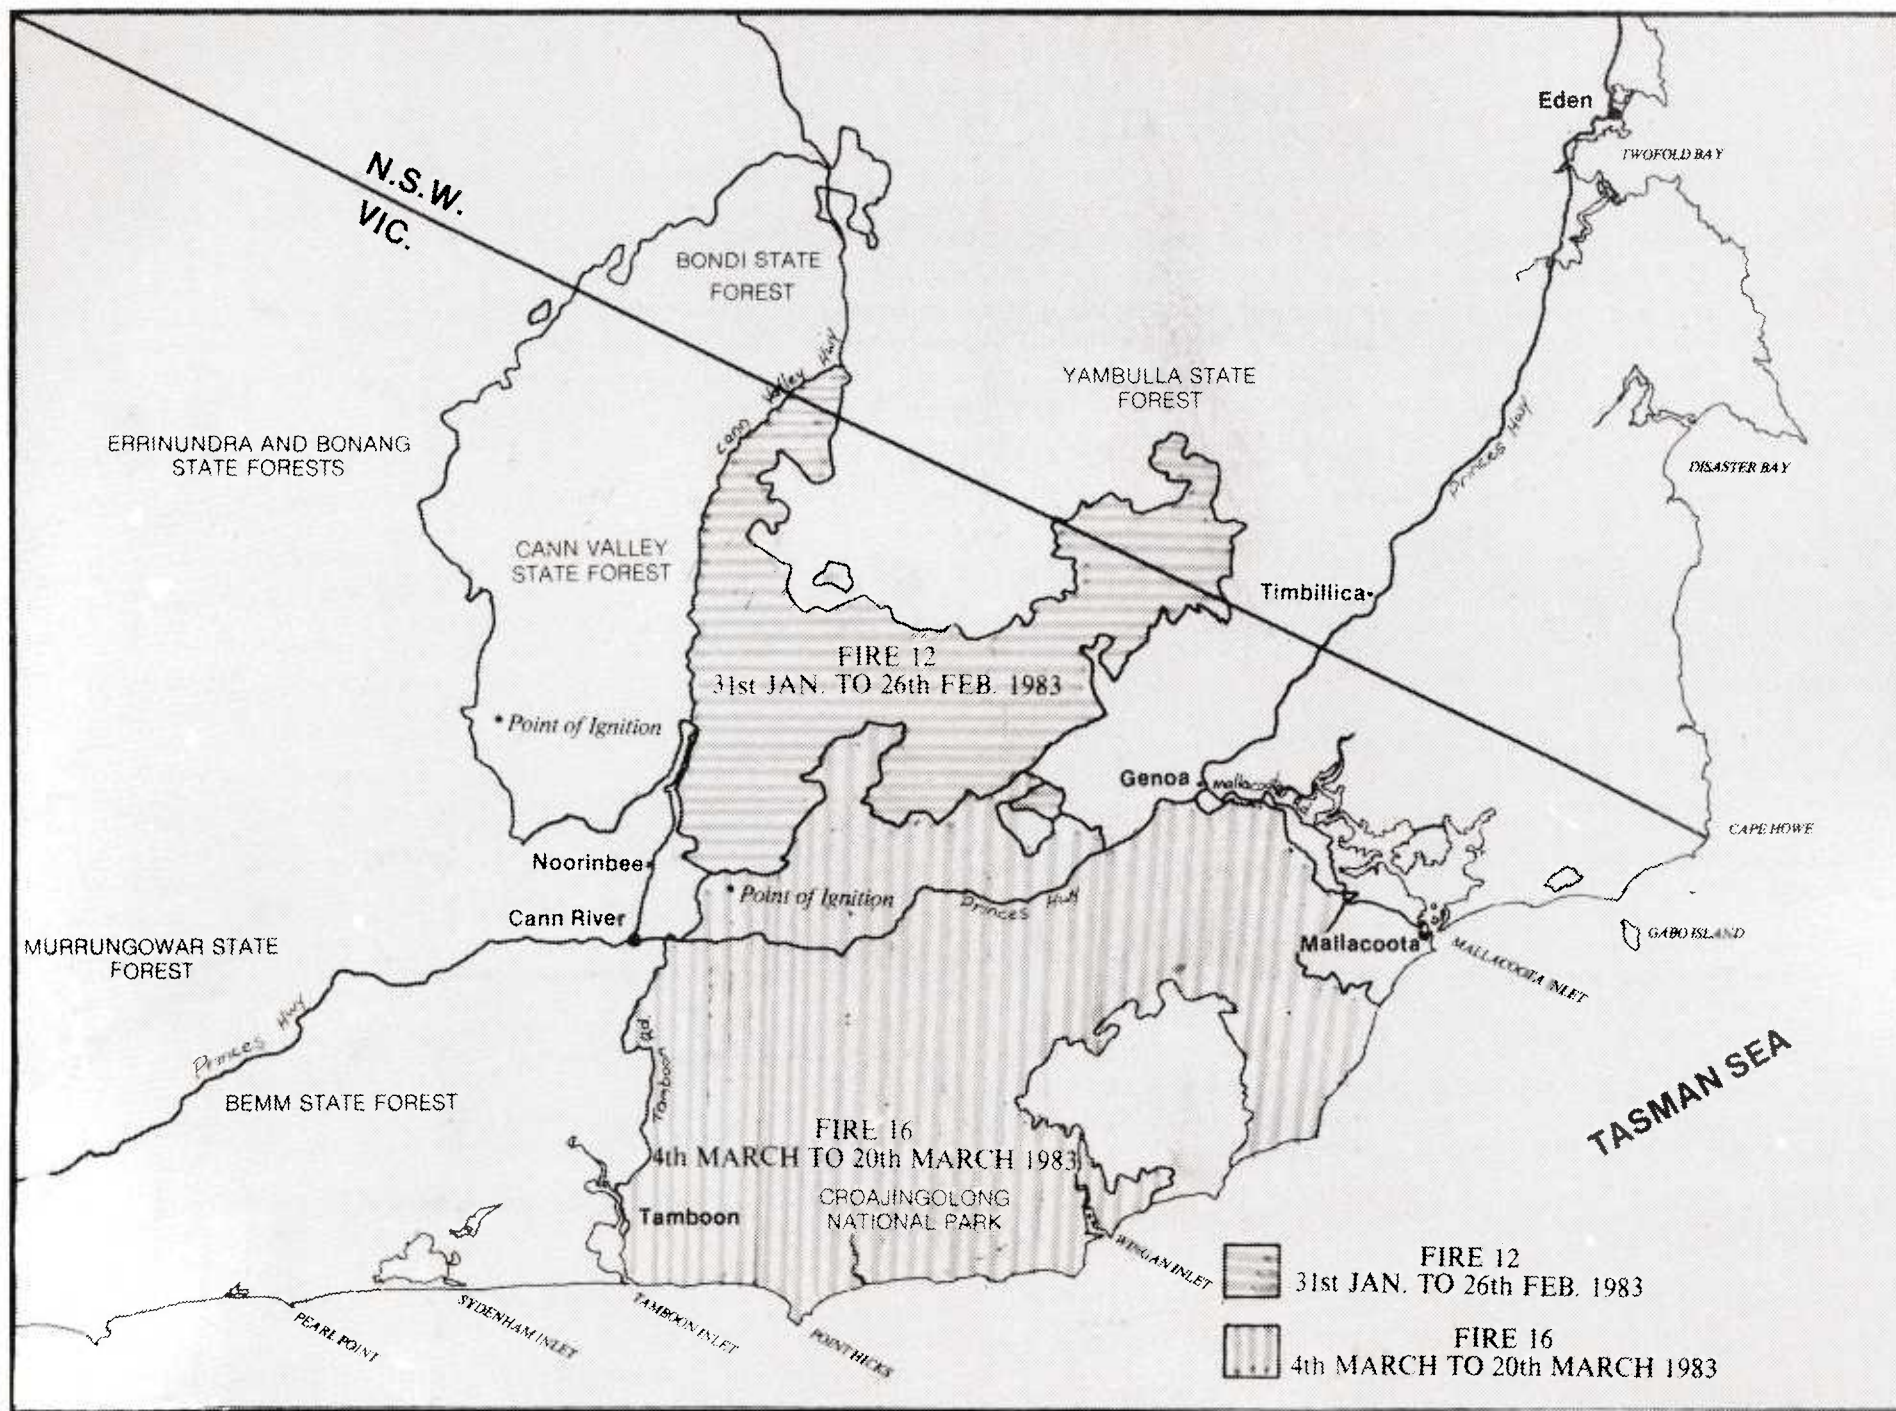 Eden
TWOFOLD BAY
N.S.W.
VIC.
BONDI STATE
FOREST
Cann Valley Hwy
YAMBULLA STATE
FOREST
Princes Hwy
ERRINUNDRA AND BONANG
STATE FORESTS
DISASTER BAY
CANN VALLEY
STATE FOREST
Timbillica
FIRE 12
31st JAN. TO 26th FEB. 1983
Point of Ignition
Genoa
Mallacoota
CAPE HOWE
Noorinbee
Point of Ignition
Princes Hwy
Cann River
MURRUNGOWAR STATE
FOREST
Mallacoota
MALLACOOTA INLET
GABO ISLAND
Princes Hwy
Tamboon Rd.
BEMM STATE FOREST
TASMAN SEA
FIRE 16
4th MARCH TO 20th MARCH 1983
CROAJINGOLONG
NATIONAL PARK
Tamboon
WINGAN INLET
PEARL POINT
SYDENHAM INLET
TAMBOON INLET
POINT HICKS
FIRE 12
31st JAN. TO 26th FEB. 1983
FIRE 16
4th MARCH TO 20th MARCH 1983